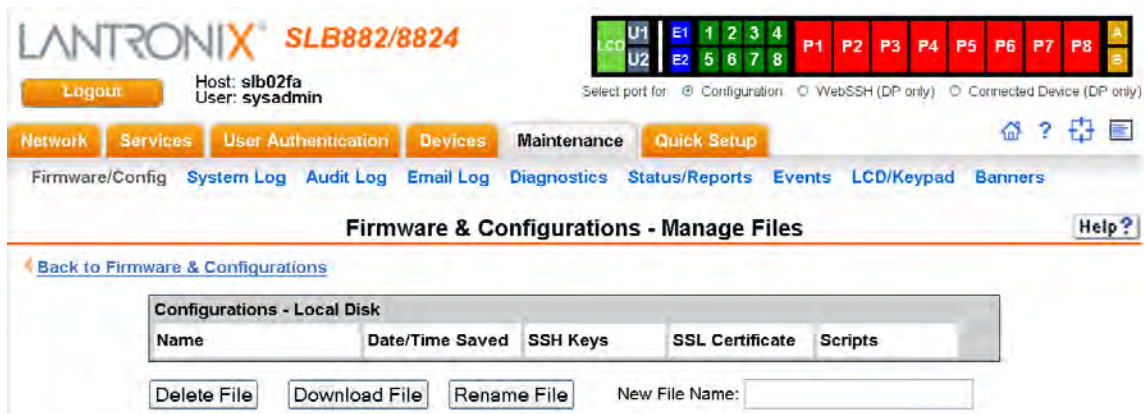 LANTRONIX® SLB882/8824
LCD U1 E1 1 2 3 4 P1 P2 P3 P4 P5 P6 P7 P8 A
U2 E2 5 6 7 8 B
Logout
Host: slb02fa
User: sysadmin
Select port for Configuration WebSSH (DP only) Connected Device (DP only)
Network Services User Authentication Devices Maintenance Quick Setup
?
Firmware/Config System Log Audit Log Email Log Diagnostics Status/Reports Events LCD/Keypad Banners
Firmware & Configurations - Manage Files
Help?
Back to Firmware & Configurations
Configurations - Local Disk
Name Date/Time Saved SSH Keys SSL Certificate Scripts
Delete File Download File Rename File New File Name: